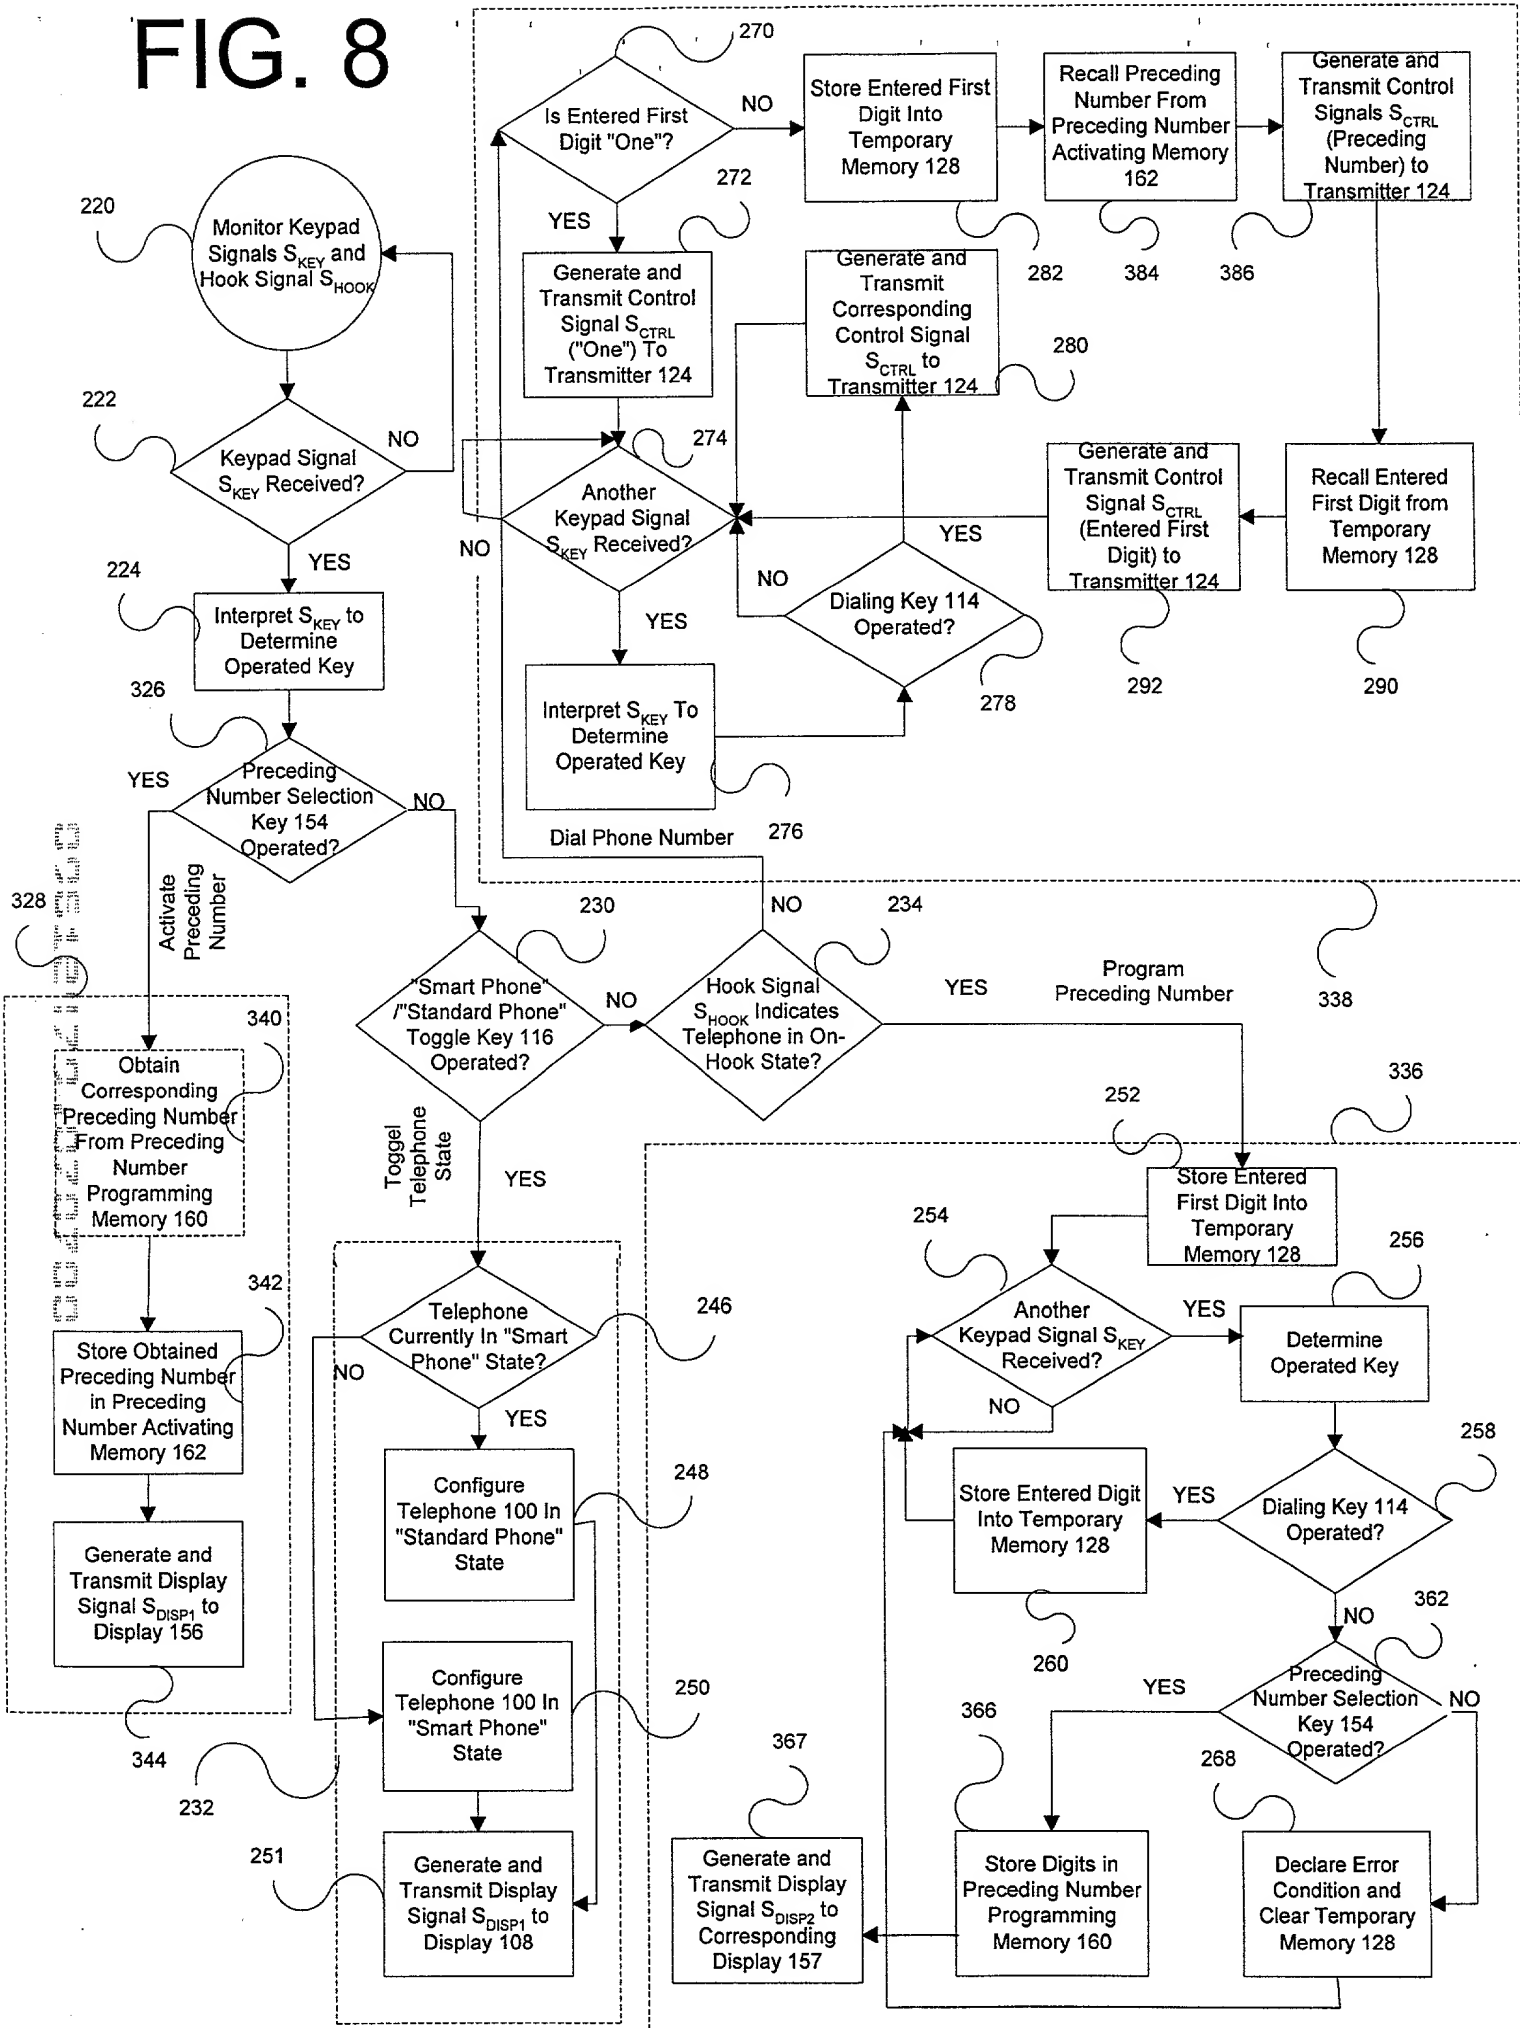 FIG. 8
270
Is Entered First
Digit "One"?
NO
YES
Store Entered First
Digit Into
Temporary
Memory 128
282
Recall Preceding
Number From
Preceding Number
Activating Memory
162
384
Generate and
Transmit Control
Signals SCTRL
(Preceding
Number) to
Transmitter 124
386
272
Generate and
Transmit Control
Signal SCTRL
("One") To
Transmitter 124
Generate and
Transmit
Corresponding
Control Signal
SCTRL to
Transmitter 124
280
220
Monitor Keypad
Signals SKEY and
Hook Signal SHOOK
222
Keypad Signal
SKEY Received?
NO
YES
274
Another
Keypad Signal
SKEY Received?
NO
YES
Generate and
Transmit Control
Signal SCTRL
(Entered First
Digit) to
Transmitter 124
292
Recall Entered
First Digit from
Temporary
Memory 128
290
YES
NO
Dialing Key 114
Operated?
278
224
Interpret SKEY to
Determine
Operated Key
Interpret SKEY To
Determine
Operated Key
276
Dial Phone Number
326
YES
Preceding
Number Selection
Key 154
Operated?
NO
328
Activate
Preceding
Number
230
"Smart Phone"
/"Standard Phone"
Toggle Key 116
Operated?
NO
NO
234
Hook Signal
SHOOK Indicates
Telephone in On-
Hook State?
YES
Program
Preceding Number
338
336
340
Obtain
Corresponding
Preceding Number
From Preceding
Number
Programming
Memory 160
342
Store Obtained
Preceding Number
in Preceding
Number Activating
Memory 162
Generate and
Transmit Display
Signal SDISP1 to
Display 156
344
Toggel
Telephone
State
YES
Telephone
Currently In "Smart
Phone" State?
246
NO
YES
Configure
Telephone 100 In
"Standard Phone"
State
248
Configure
Telephone 100 In
"Smart Phone"
State
250
232
251
Generate and
Transmit Display
Signal SDISP1 to
Display 108
252
Store Entered
First Digit Into
Temporary
Memory 128
254
Another
Keypad Signal SKEY
Received?
YES
NO
256
Determine
Operated Key
258
Dialing Key 114
Operated?
YES
NO
Store Entered Digit
Into Temporary
Memory 128
260
362
Preceding
Number Selection
Key 154
Operated?
YES
NO
366
Store Digits in
Preceding Number
Programming
Memory 160
367
Generate and
Transmit Display
Signal SDISP2 to
Corresponding
Display 157
268
Declare Error
Condition and
Clear Temporary
Memory 128